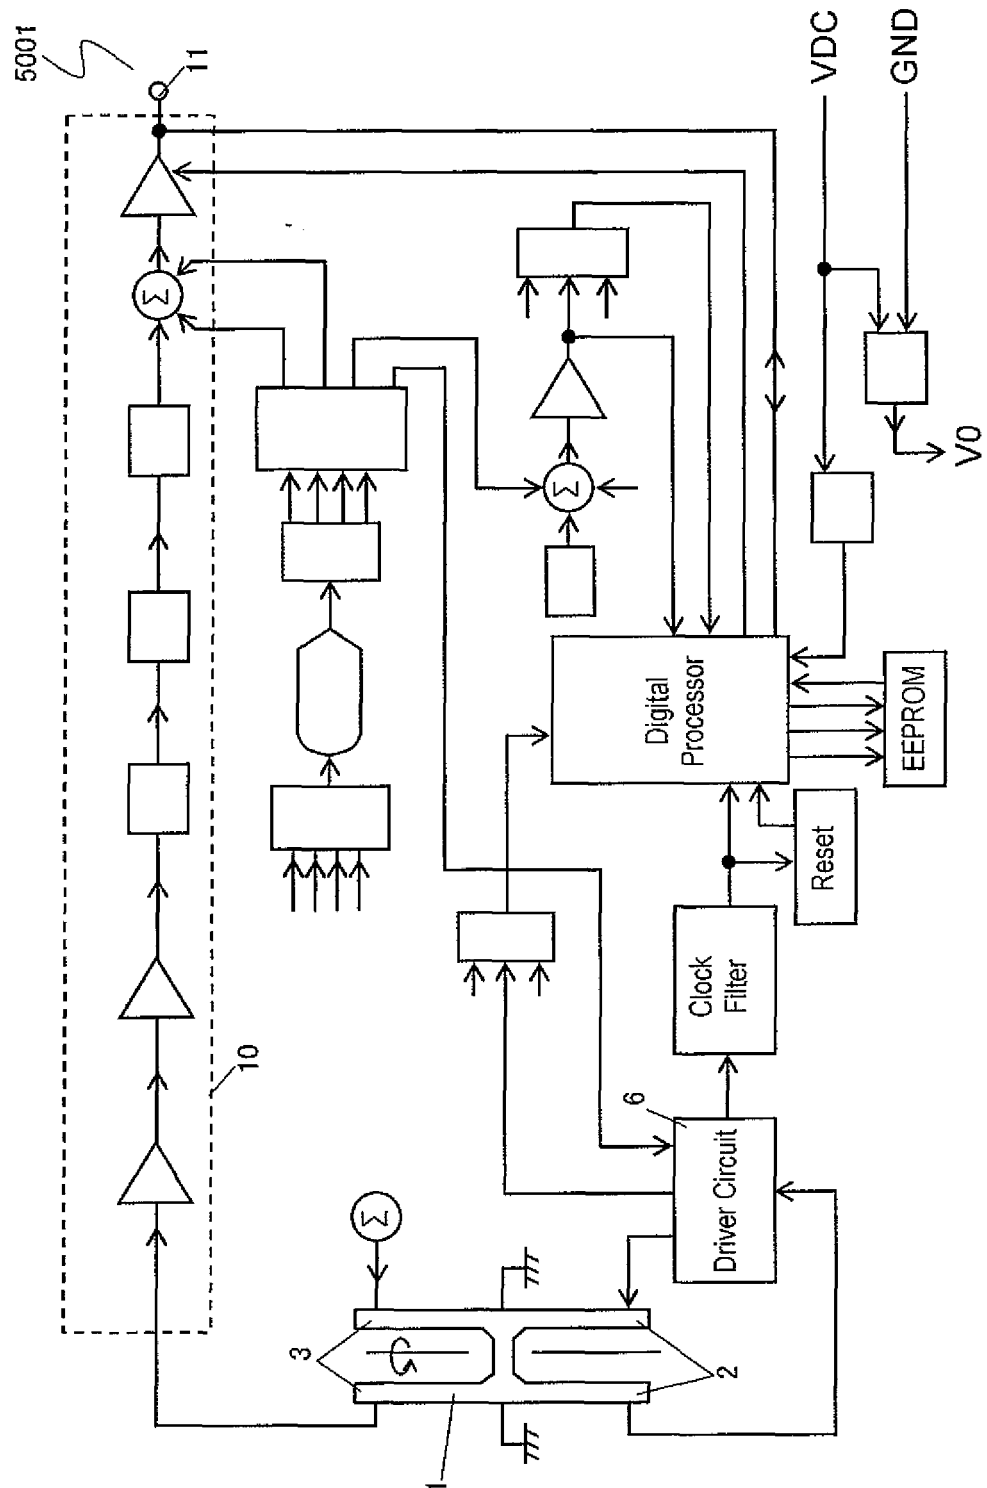 5001
11
VDC
GND
Σ
Σ
V0
Digital
Processor
EEPROM
Reset
Clock
Filter
10
6
Driver Circuit
Σ
3
2
1